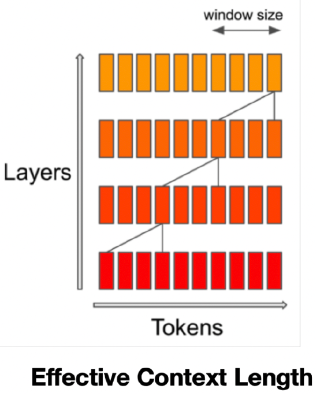 window size
Layers
Tokens
Effective Context Length